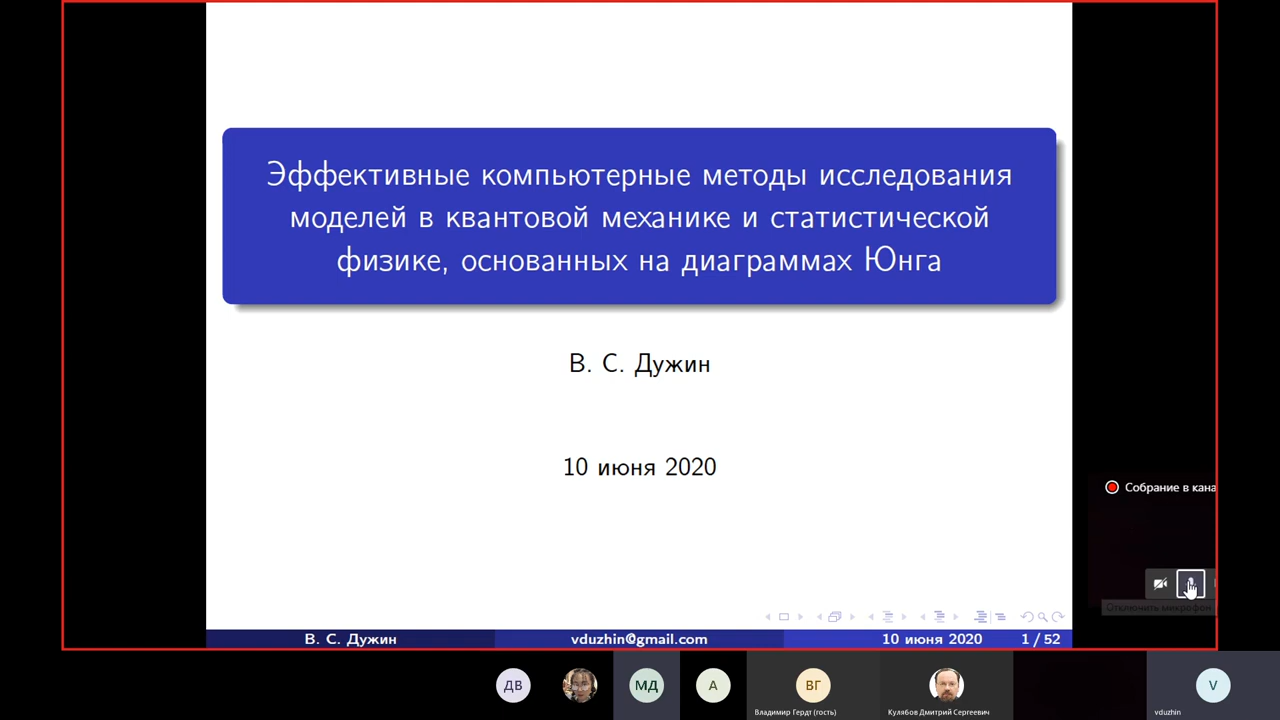 Эффективные компьютерные методы исследования
моделей в квантовой механике и статистической
физике, основанных на диаграммах Юнга
В. С. Дужин
10 июня 2020
Собрание в кана
Отключить микрофон
В. С. Дужин vduzhin@gmail.com 10 июня 2020 1 / 52
ДВ МД А ВГ V
Владимир Гердт (гость) Кулябов Дмитрий Сергеевич vduzhin